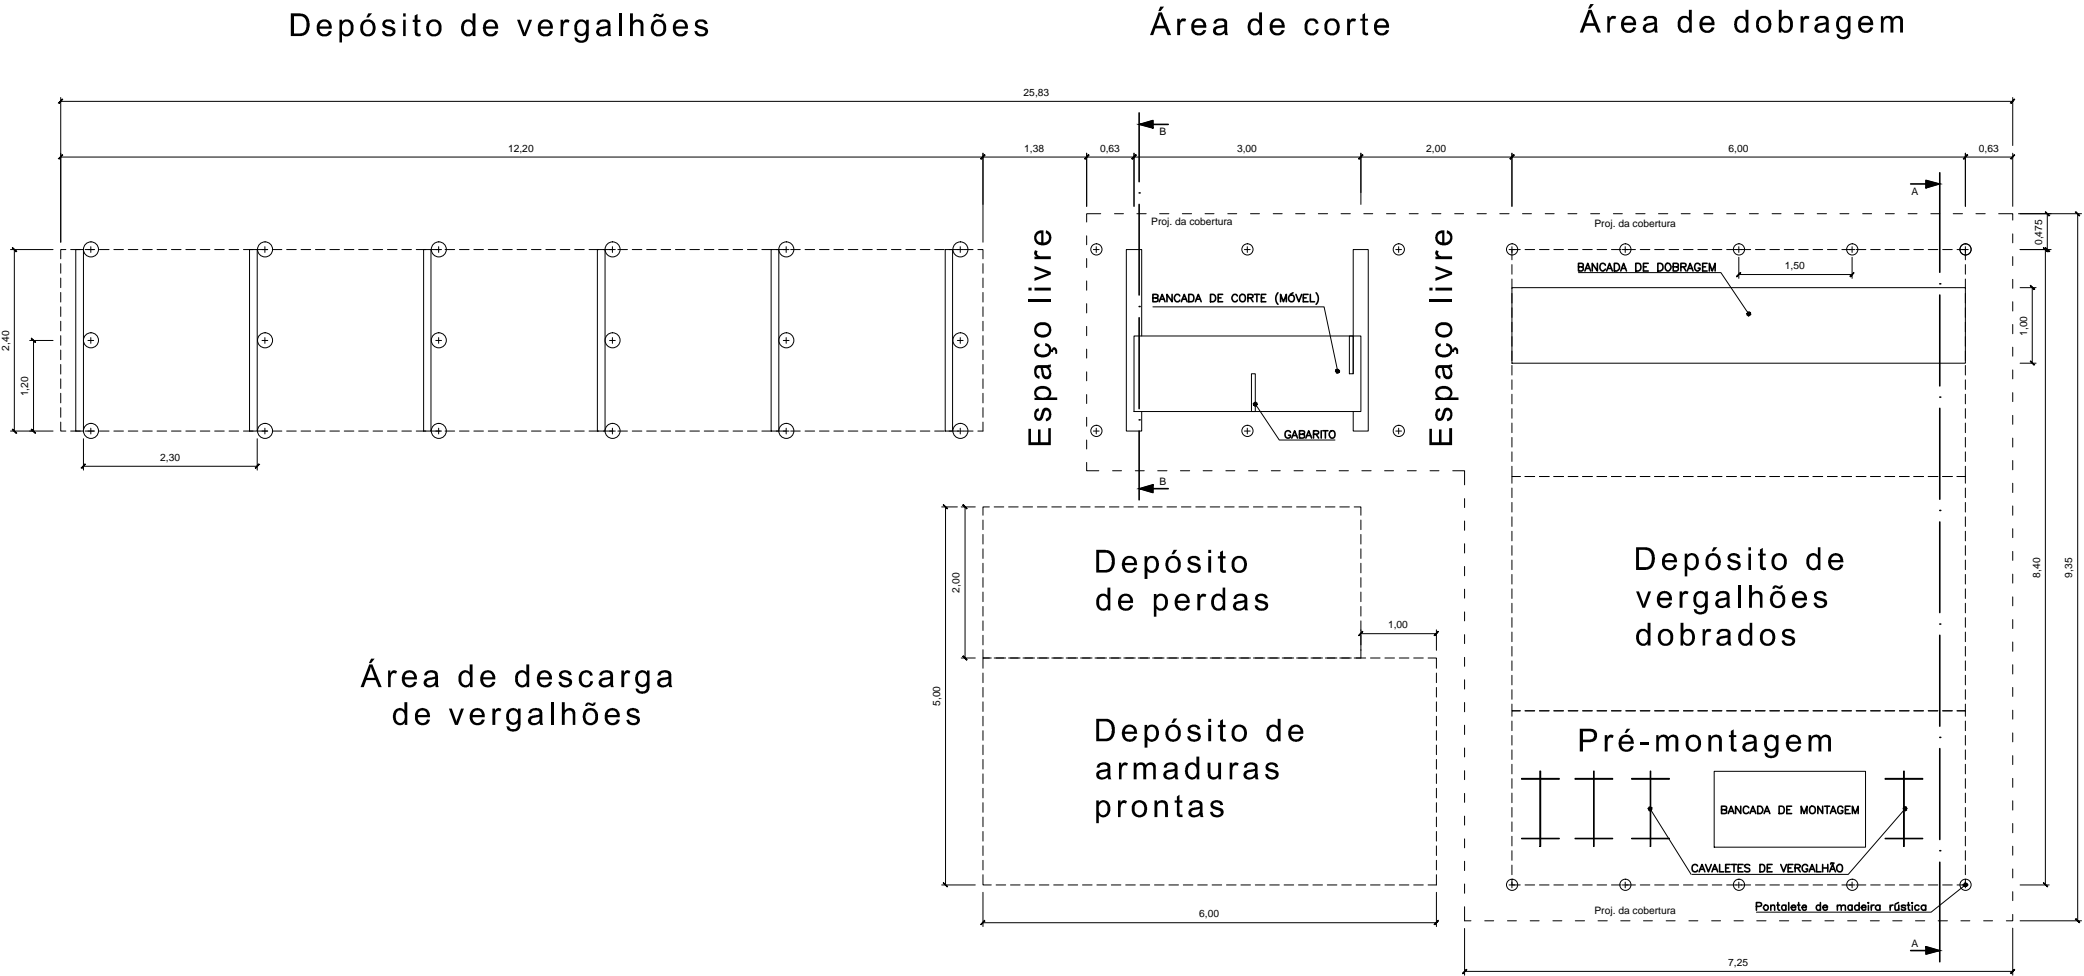 Depósito de vergalhões
Área de corte
Área de dobragem
25,83
12,20
1,38
0,63
3,00
2,00
6,00
0,63
B
A
Proj. da cobertura
Proj. da cobertura
0,475
Espaço livre
Espaço livre
BANCADA DE DOBRAGEM
1,50
BANCADA DE CORTE (MÓVEL)
1,00
2,40
1,20
GABARITO
2,30
B
Depósito
de perdas
2,00
1,00
5,00
Depósito de
vergalhões
dobrados
8,40
9,35
Área de descarga
de vergalhões
Depósito de
armaduras
prontas
Pré-montagem
BANCADA DE MONTAGEM
CAVALETES DE VERGALHÃO
6,00
Proj. da cobertura
Pontalete de madeira rústica
A
7,25